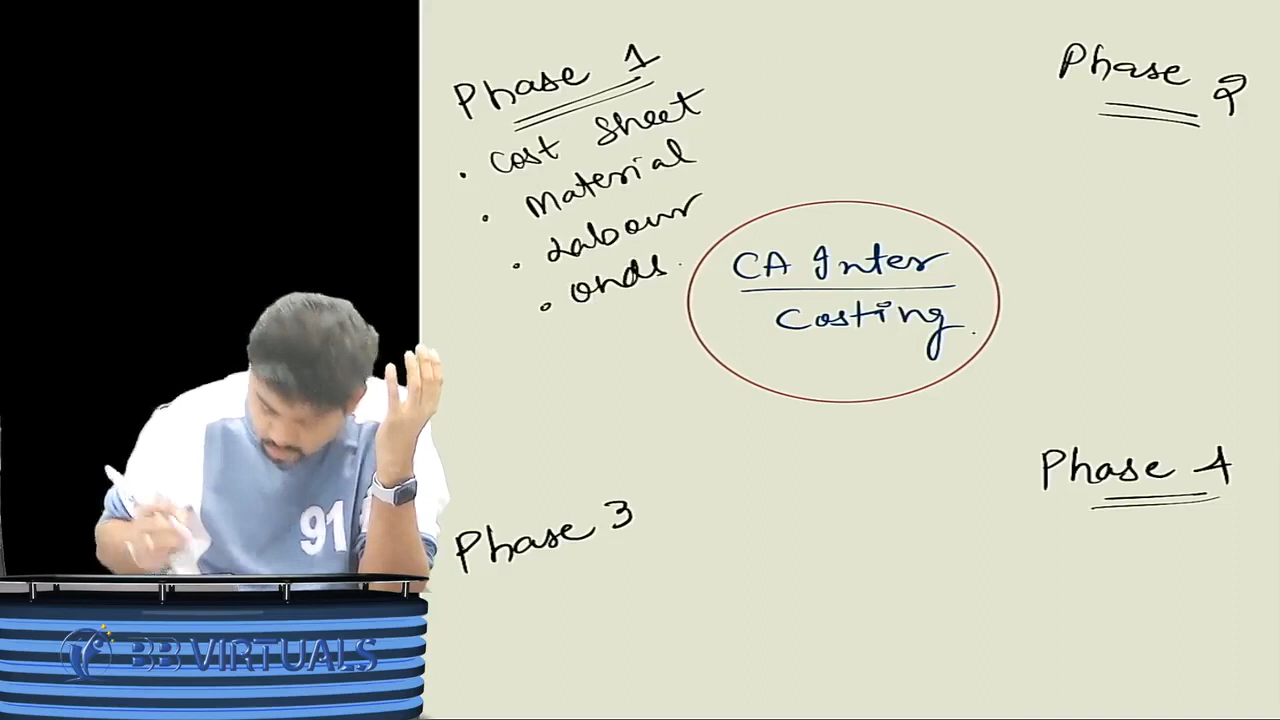 Phase 1
• Cost Sheet
• Material
• Labour
• OHDS.
Phase 2
CA Inter
Costing.
Phase 3
Phase 4
91
BB VIRTUALS